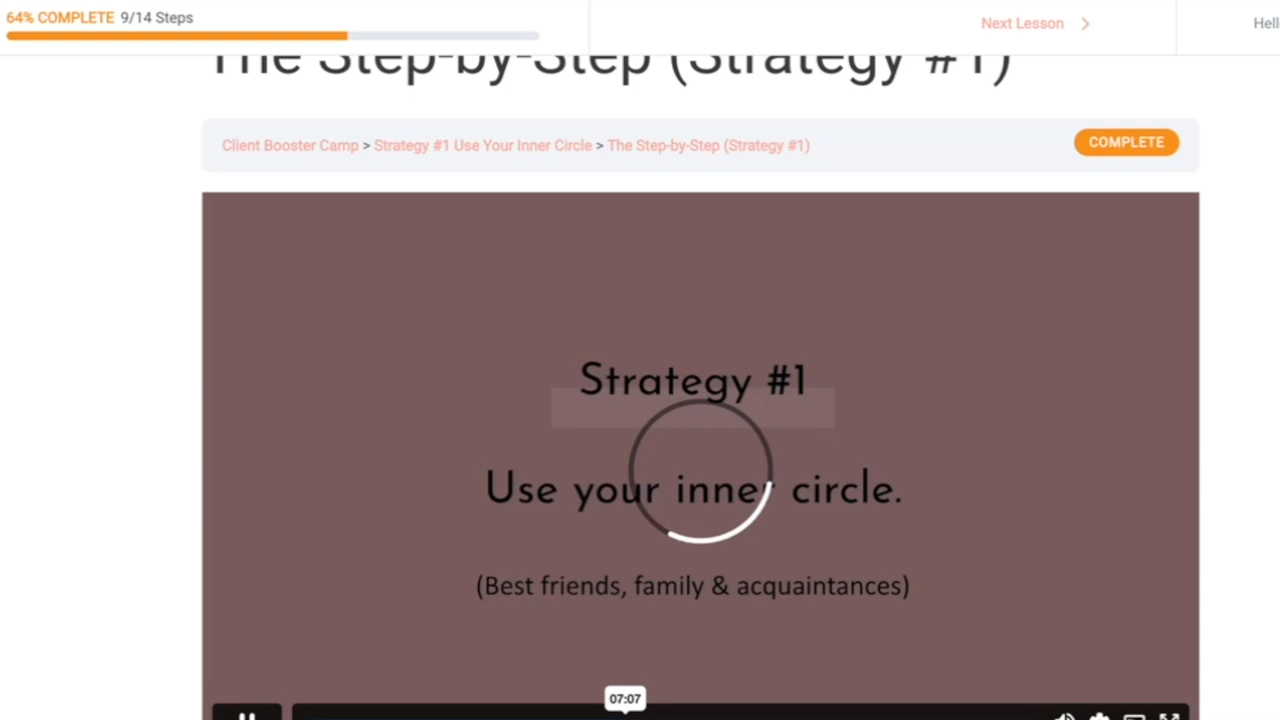 64% COMPLETE 9/14 Steps
Next Lesson
Hell
The Step-by-Step (Strategy #1)
Client Booster Camp > Strategy #1 Use Your Inner Circle > The Step-by-Step (Strategy #1)
COMPLETE
Strategy #1
Use your inner circle.
(Best friends, family & acquaintances)
07:07